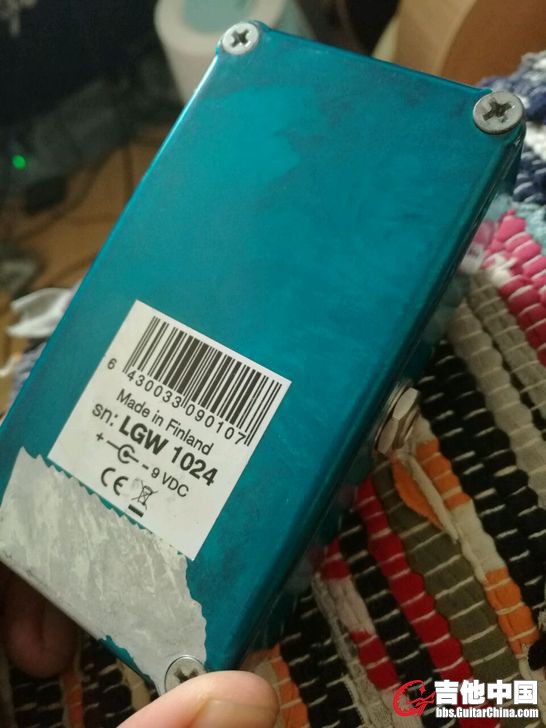 6 430033 090107
Made in Finland
sn: LGW 1024
+ - 9 VDC
CE
吉他中国
bbs.GuitarChina.com